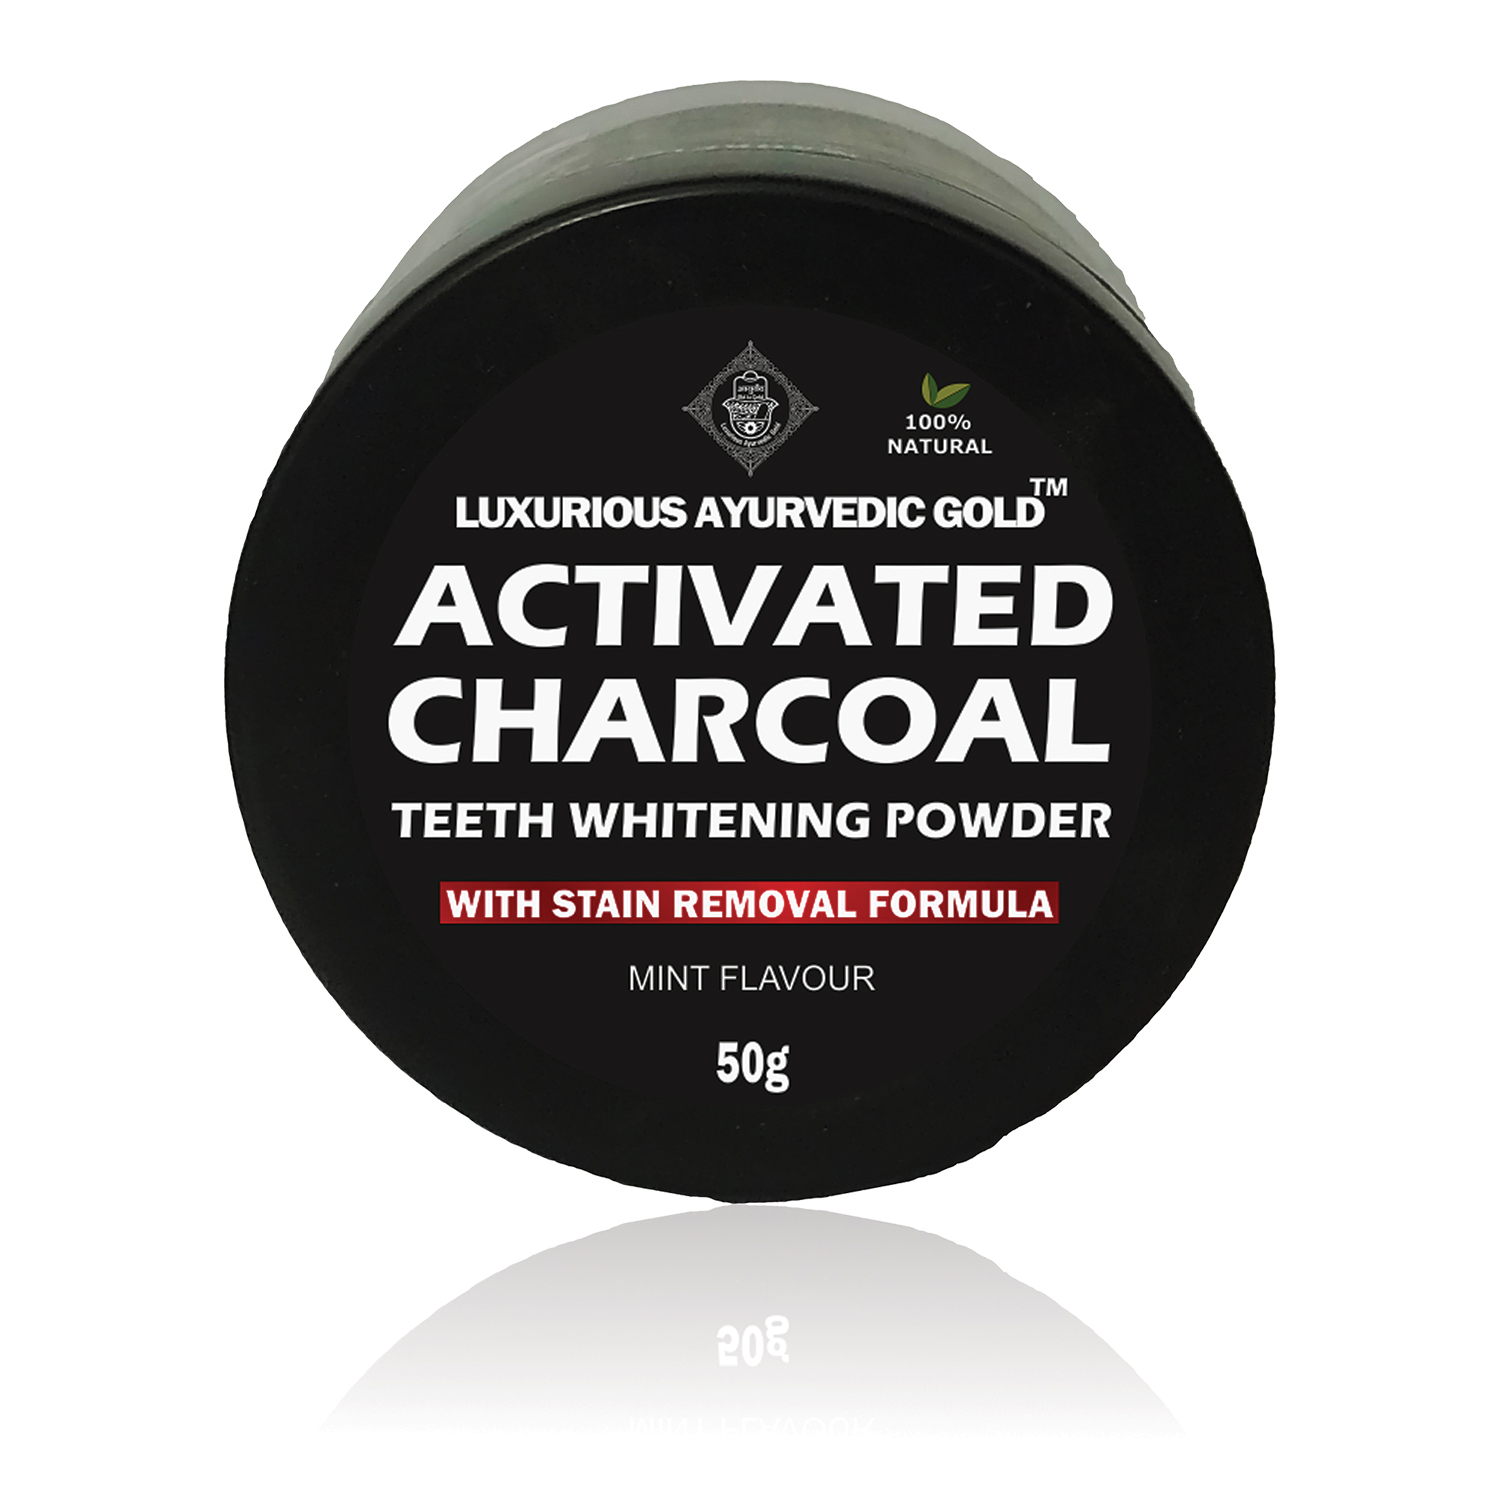 100%
NATURAL
LUXURIOUS AYURVEDIC GOLD™
ACTIVATED
CHARCOAL
TEETH WHITENING POWDER
WITH STAIN REMOVAL FORMULA
MINT FLAVOUR
50g